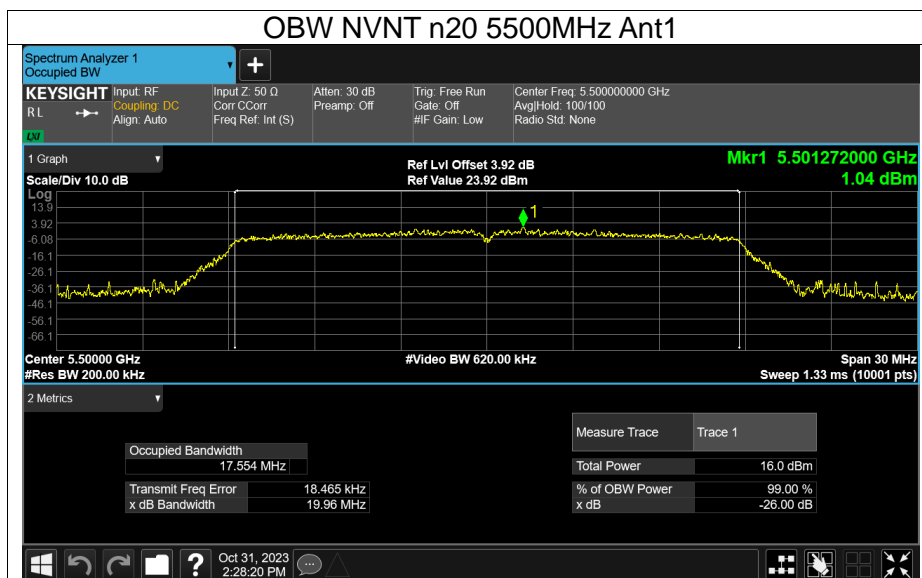 OBW NVNT n20 5500MHz Ant1
Spectrum Analyzer 1
Occupied BW
+
KEYSIGHT
R L
LXI
Input: RF
Coupling: DC
Align: Auto
Input Z: 50 Ω
Corr CCorr
Freq Ref: Int (S)
Atten: 30 dB
Preamp: Off
Trig: Free Run
Gate: Off
#IF Gain: Low
Center Freq: 5.500000000 GHz
Avg|Hold: 100/100
Radio Std: None
1 Graph
Scale/Div 10.0 dB
Ref Lvl Offset 3.92 dB
Ref Value 23.92 dBm
Mkr1 5.501272000 GHz
1.04 dBm
Log
13.9
3.92
-6.08
-16.1
-26.1
-36.1
-46.1
-56.1
-66.1
1
Center 5.50000 GHz
#Res BW 200.00 kHz
#Video BW 620.00 kHz
Span 30 MHz
Sweep 1.33 ms (10001 pts)
2 Metrics
Occupied Bandwidth
17.554 MHz
Transmit Freq Error 18.465 kHz
x dB Bandwidth 19.96 MHz
Measure Trace Trace 1
Total Power 16.0 dBm
% of OBW Power 99.00 %
x dB -26.00 dB
?
Oct 31, 2023
2:28:20 PM